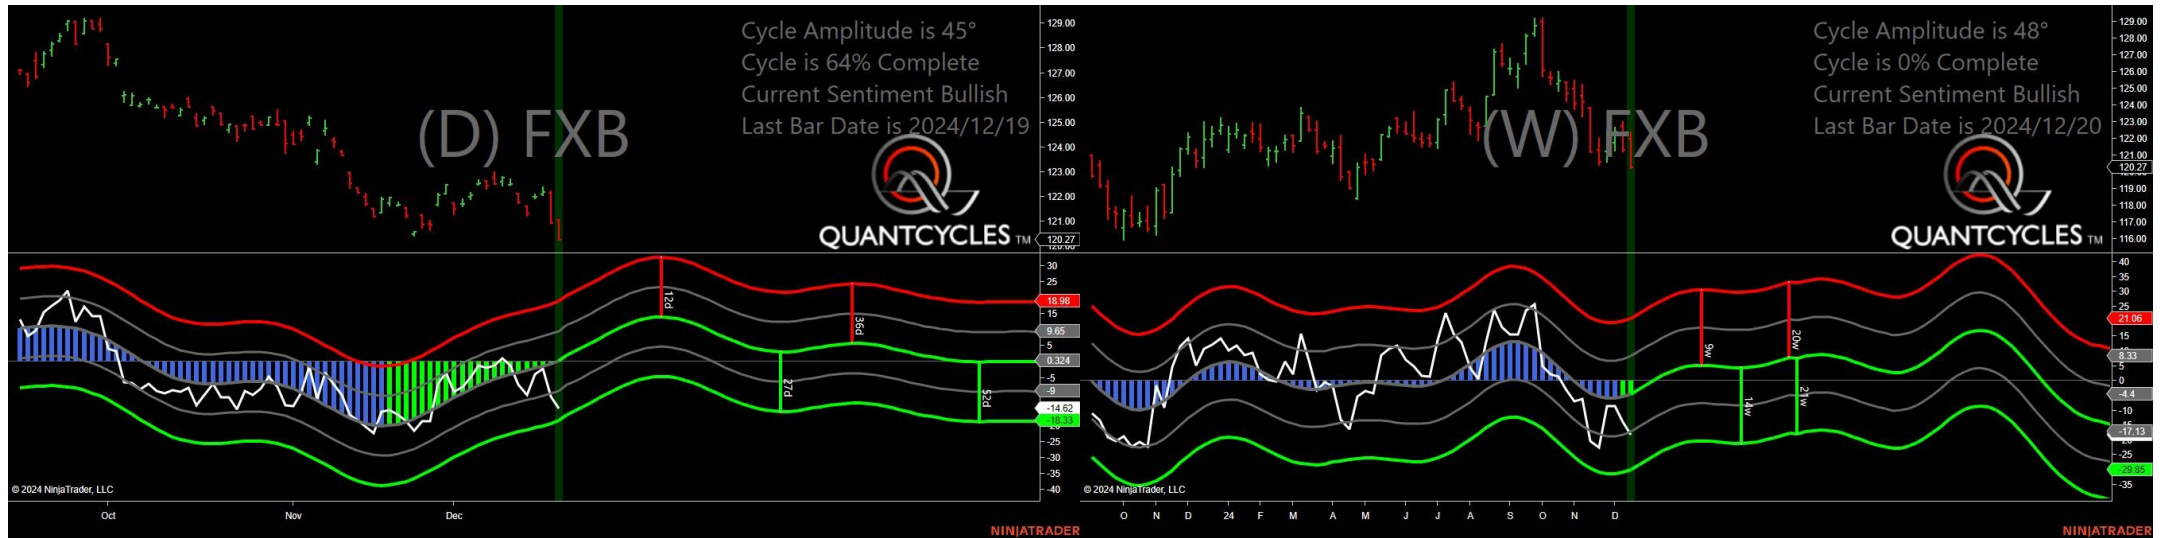 Cycle Amplitude is 45°
Cycle is 64% Complete
Current Sentiment Bullish
Last Bar Date is 2024/12/19
(D) FXB
QUANTCYCLES TM
129.00
128.00
127.00
126.00
125.00
124.00
123.00
122.00
121.00
120.27
30
25
18.98
15
9.65
5
0.324
-5
-9
-14.62
-18.33
-25
-30
-35
-40
12d
36d
27d
52d
© 2024 NinjaTrader, LLC
Oct Nov Dec
NINJATRADER
Cycle Amplitude is 48°
Cycle is 0% Complete
Current Sentiment Bullish
Last Bar Date is 2024/12/20
(W) FXB
QUANTCYCLES TM
129.00
128.00
127.00
126.00
125.00
124.00
123.00
122.00
121.00
120.27
119.00
118.00
117.00
116.00
40
35
30
25
21.06
15
8.33
5
0
-4.4
-10
-17.13
-25
-29.85
-35
9w
20w
14w
21w
© 2024 NinjaTrader, LLC
O N D 24 F M A M J J A S O N D
NINJATRADER